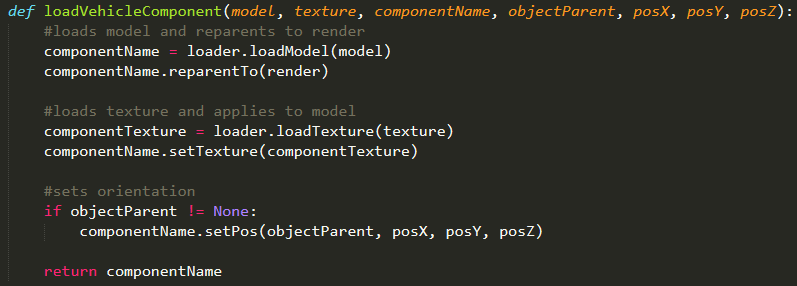 def loadVehicleComponent(model, texture, componentName, objectParent, posX, posY, posZ):
    #loads model and reparents to render
    componentName = loader.loadModel(model)
    componentName.reparentTo(render)

    #loads texture and applies to model
    componentTexture = loader.loadTexture(texture)
    componentName.setTexture(componentTexture)

    #sets orientation
    if objectParent != None:
        componentName.setPos(objectParent, posX, posY, posZ)

    return componentName